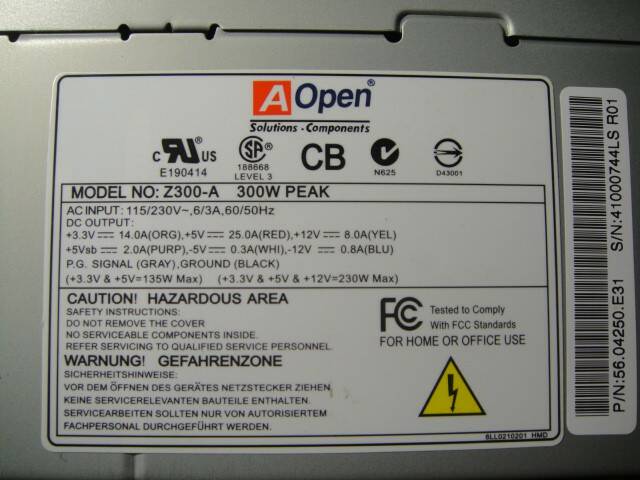 AOpen®
Solutions - Components
c RU® US
E190414
SA®
188668
LEVEL 3
CB
N
N625
D43001
MODEL NO: Z300-A 300W PEAK
AC INPUT: 115/230V~,6/3A,60/50Hz
DC OUTPUT:
+3.3V ⎓ 14.0A(ORG),+5V ⎓ 25.0A(RED),+12V ⎓ 8.0A(YEL)
+5Vsb ⎓ 2.0A(PURP),-5V ⎓ 0.3A(WHI),-12V ⎓ 0.8A(BLU)
P.G. SIGNAL (GRAY),GROUND (BLACK)
(+3.3V & +5V=135W Max) (+3.3V & +5V & +12V=230W Max)
CAUTION! HAZARDOUS AREA
SAFETY INSTRUCTIONS:
DO NOT REMOVE THE COVER
NO SERVICEABLE COMPONENTS INSIDE.
REFER SERVICING TO QUALIFIED SERVICE PERSONNEL.
WARNUNG! GEFAHRENZONE
SICHERHEITSHINWEISE:
VOR DEM ÖFFNEN DES GERÄTES NETZSTECKER ZIEHEN
KEINE SERVICERELEVANTEN BAUTEILE ENTHALTEN.
SERVICEARBEITEN SOLLTEN NUR VON AUTORISIERTEM
FACHPERSONAL DURCHGEFÜHRT WERDEN.
FC Tested to Comply
With FCC Standards
FOR HOME OR OFFICE USE
6LL0210201 HMD
S/N:41000744LS R01
P/N:56.04250.E31